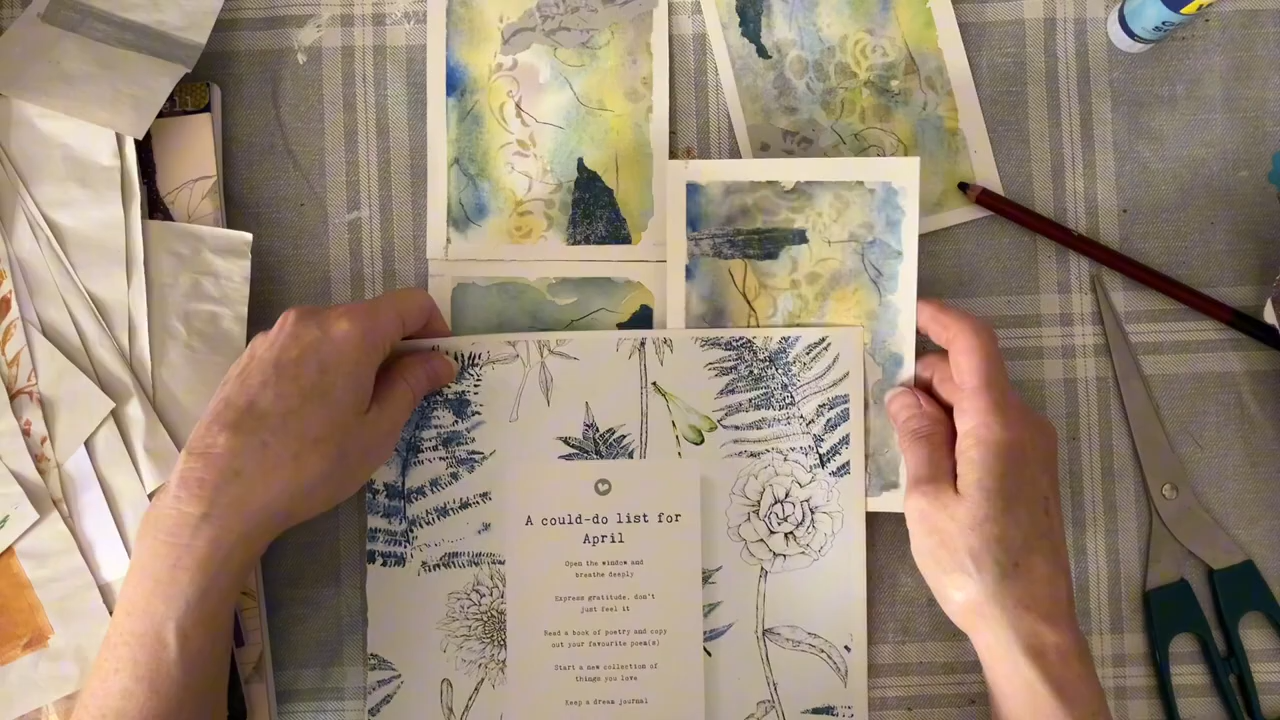 A could-do list for
April
Open the window and
breathe deeply
Express gratitude, don't
just feel it
Read a book of poetry and copy
out your favourite poem(s)
Start a new collection of
things you love
Keep a dream journal